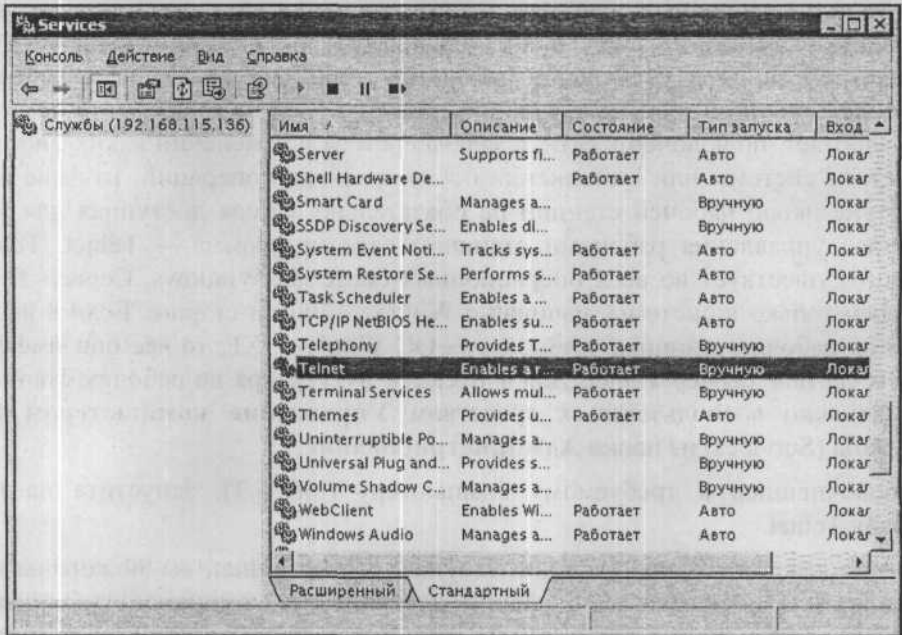 Services
Консоль Действие Вид Справка
Службы (192.168.115.136)
Имя Описание Состояние Тип запуска Вход
Server Supports fi... Работает Авто Локал
Shell Hardware De... Работает Авто Локал
Smart Card Manages a... Вручную Локал
SSDP Discovery Se... Enables di... Вручную Локал
System Event Noti... Tracks sys... Работает Авто Локал
System Restore Se... Performs s... Работает Авто Локал
Task Scheduler Enables a ... Работает Авто Локал
TCP/IP NetBIOS He... Enables su... Работает Авто Локал
Telephony Provides T... Работает Вручную Локал
Telnet Enables a r... Работает Вручную Локал
Terminal Services Allows mul... Работает Вручную Локал
Themes Provides u... Работает Авто Локал
Uninterruptible Po... Manages a... Вручную Локал
Universal Plug and... Provides s... Вручную Локал
Volume Shadow C... Manages a... Вручную Локал
WebClient Enables Wi... Работает Авто Локал
Windows Audio Manages a... Работает Авто Локал
Расширенный Стандартный